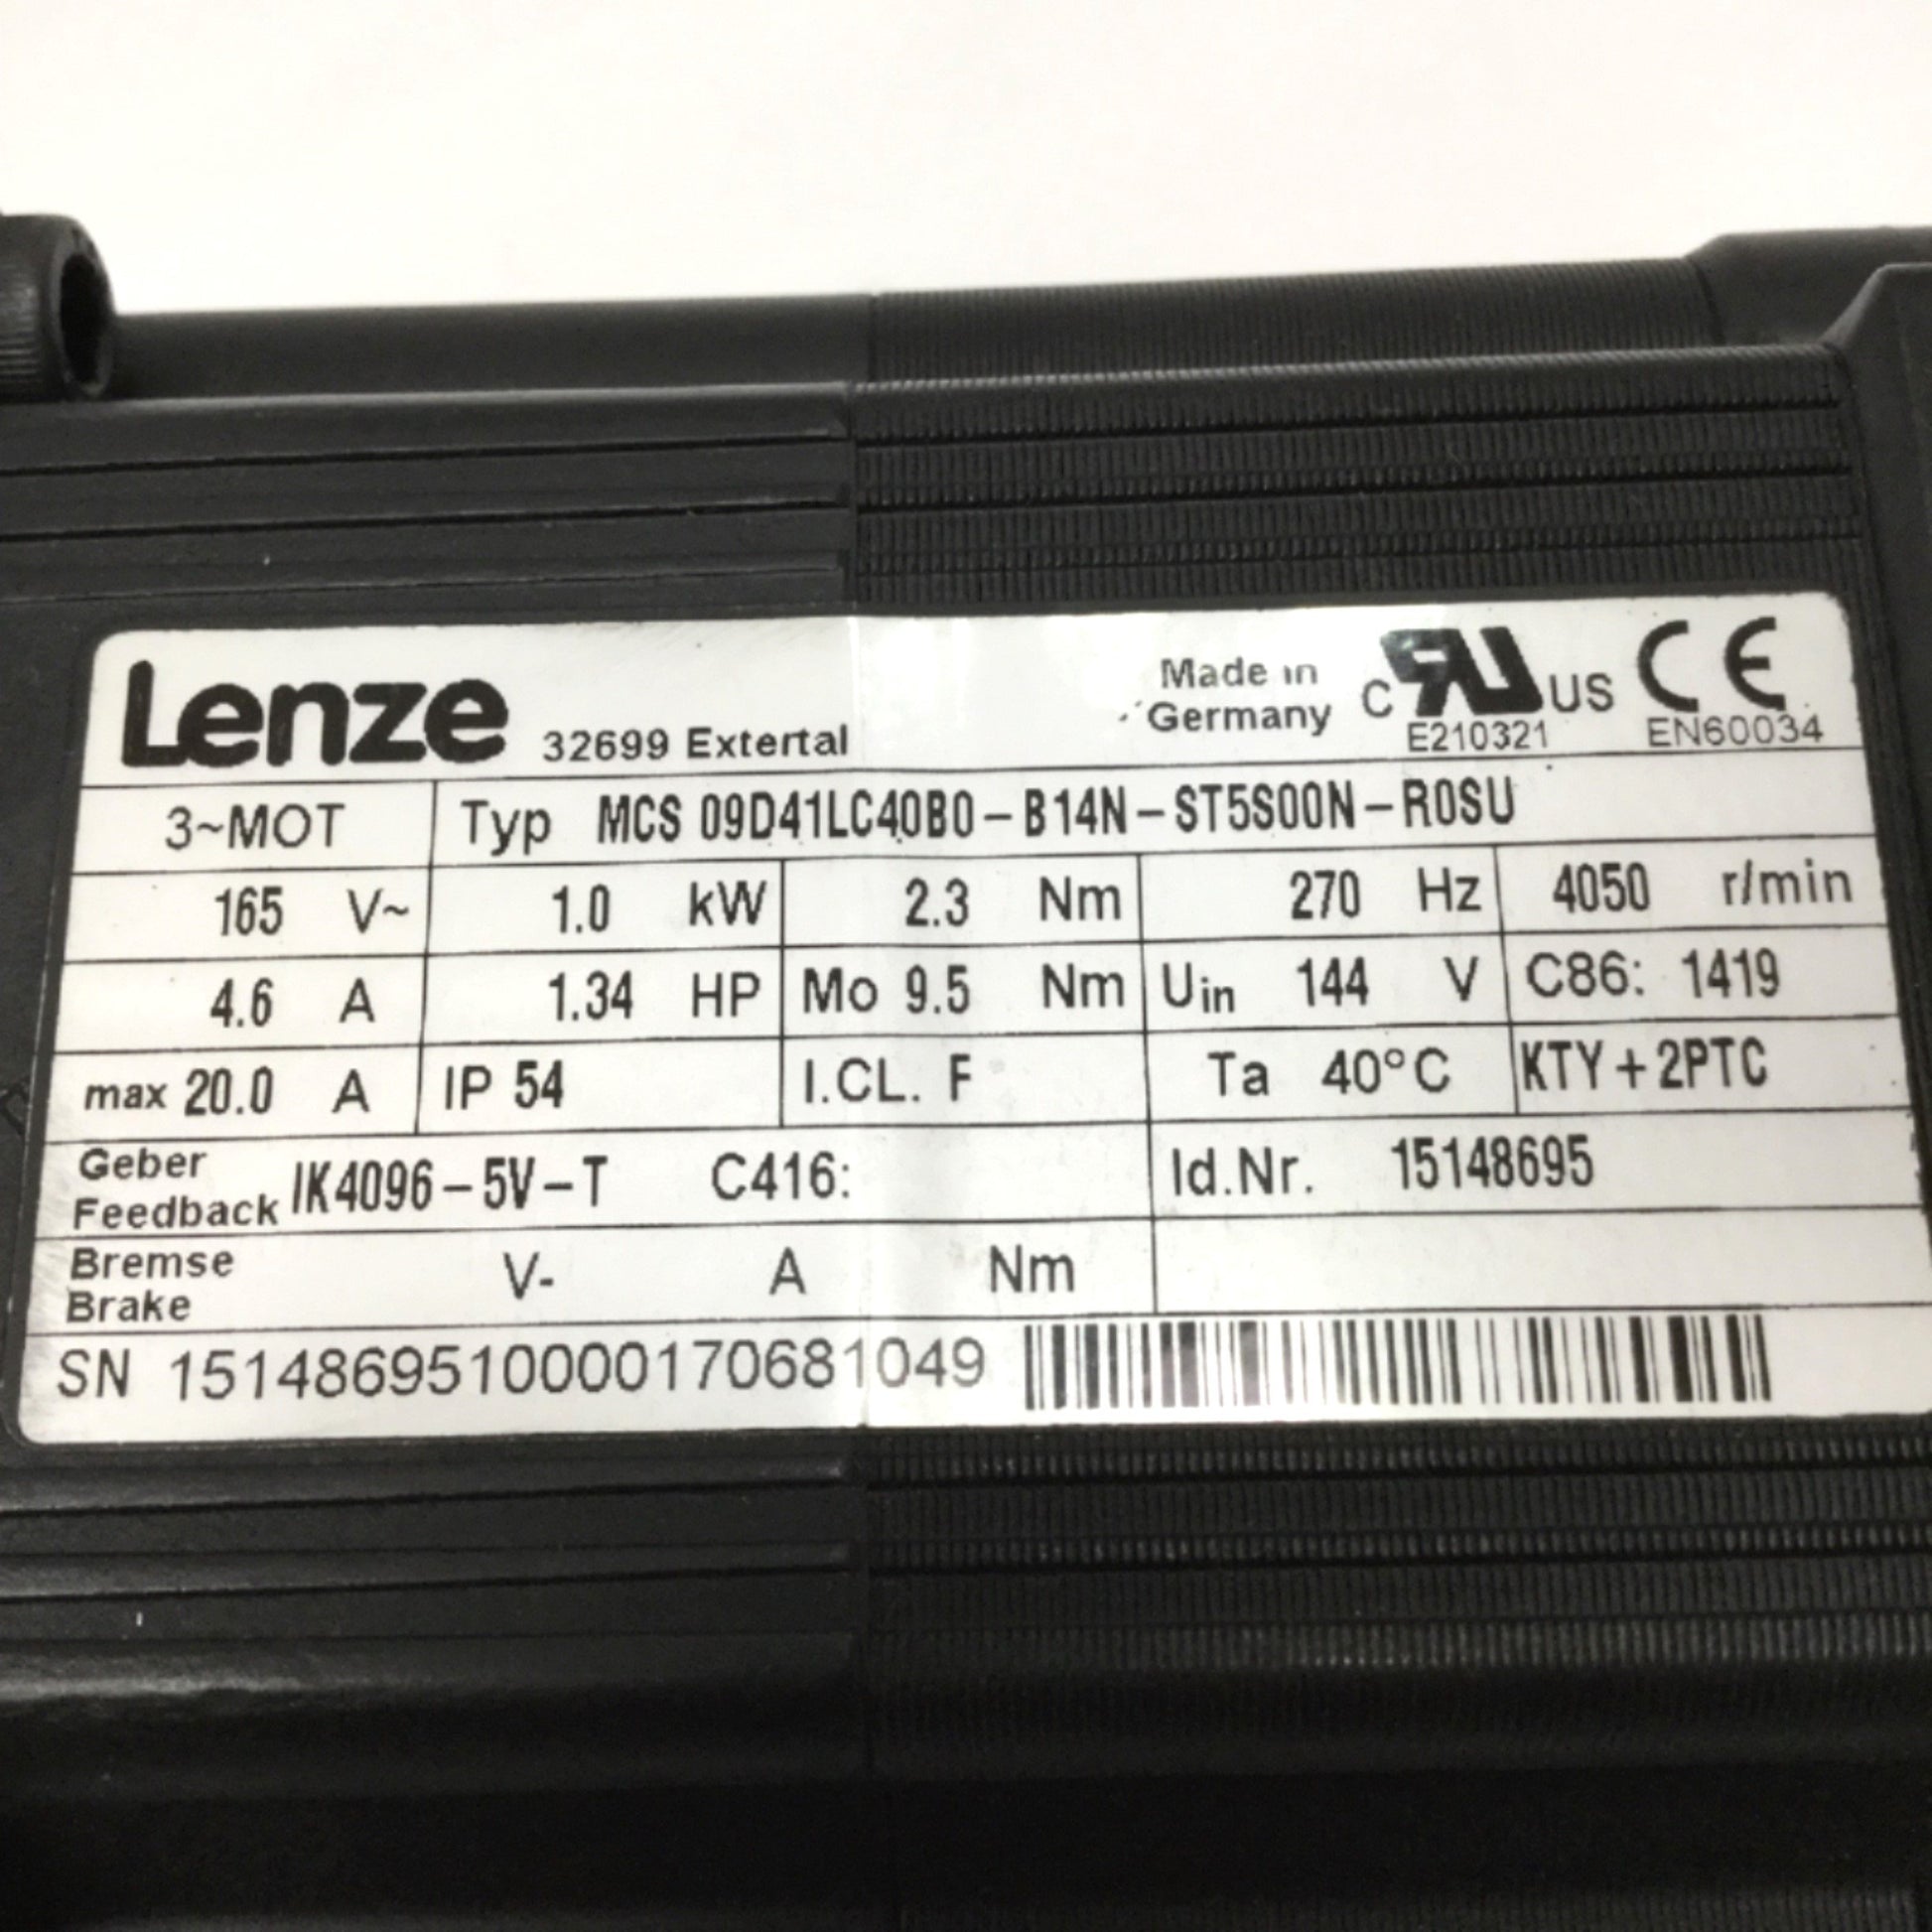 Lenze 32699 Extertal
Made in
Germany
c RU US CE
E210321 EN60034
3~MOT Typ MCS 09D41LC40B0-B14N-ST5S00N-R0SU
165 V~ 1.0 kW 2.3 Nm 270 Hz 4050 r/min
4.6 A 1.34 HP Mo 9.5 Nm Uin 144 V C86: 1419
max 20.0 A IP 54 I.CL. F Ta 40°C KTY+2PTC
Geber
Feedback IK4096-5V-T C416: Id.Nr. 15148695
Bremse
Brake V- A Nm
SN 1514869510000170681049